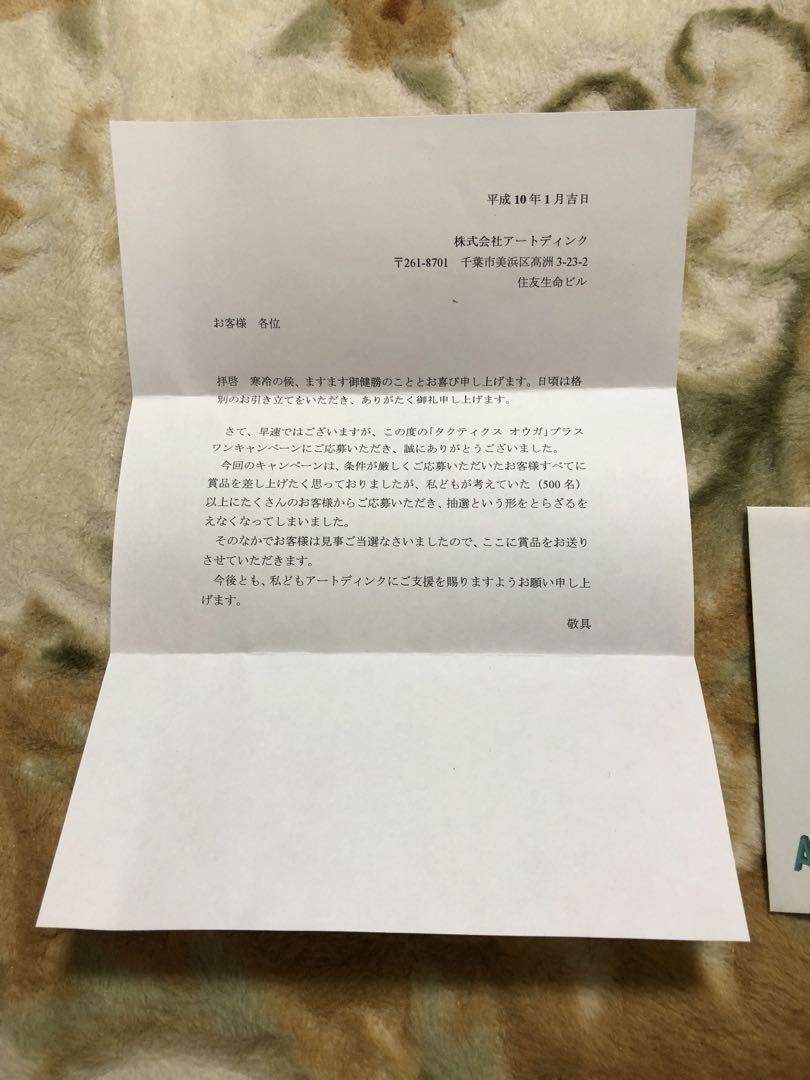 平成 10 年 1 月吉日
株式会社アートディンク
〒261-8701　千葉市美浜区高洲 3-23-2
住友生命ビル
お客様　各位
拝啓　寒冷の候、ますます御健勝のこととお喜び申し上げます。日頃は格
別のお引き立てをいただき、ありがたく御礼申し上げます。
さて、早速ではございますが、この度の「タクティクス オウガ」プラス
ワンキャンペーンにご応募いただき、誠にありがとうございました。
今回のキャンペーンは、条件が厳しくご応募いただいたお客様すべてに
賞品を差し上げたく思っておりましたが、私どもが考えていた（500 名）
以上にたくさんのお客様からご応募いただき、抽選という形をとらざるを
えなくなってしまいました。
そのなかでお客様は見事ご当選なさいましたので、ここに賞品をお送り
させていただきます。
今後とも、私どもアートディンクにご支援を賜りますようお願い申し上
げます。
敬具
A